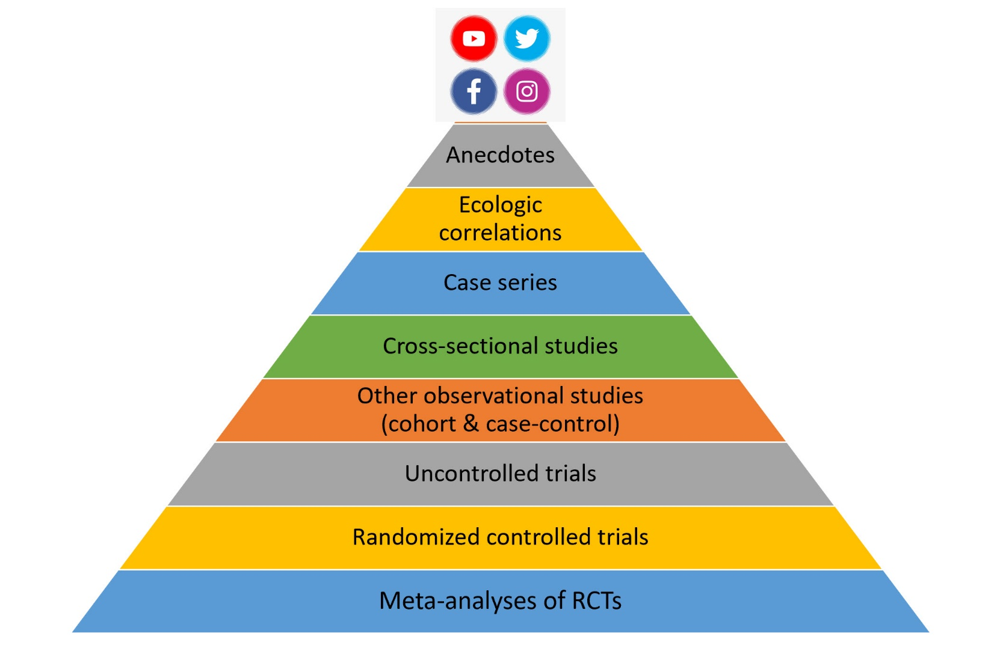 Anecdotes
Ecologic
correlations
Case series
Cross-sectional studies
Other observational studies
(cohort & case-control)
Uncontrolled trials
Randomized controlled trials
Meta-analyses of RCTs